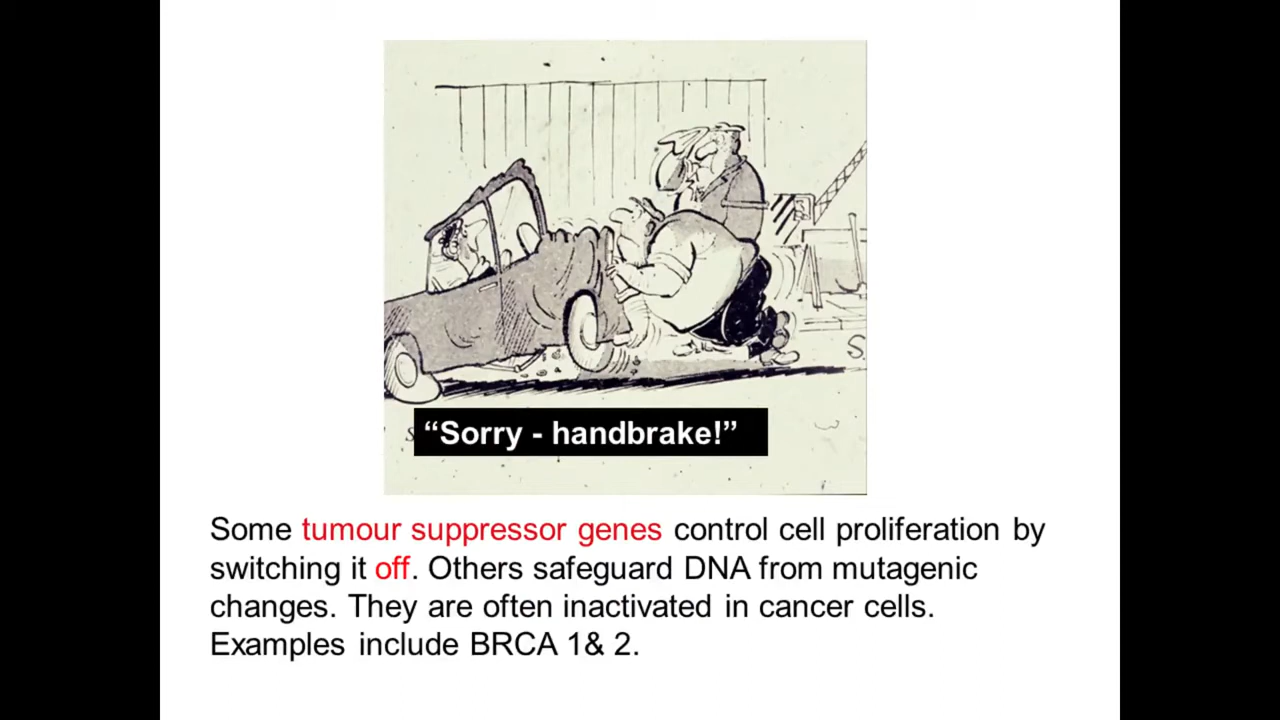 “Sorry - handbrake!”
Some tumour suppressor genes control cell proliferation by
switching it off. Others safeguard DNA from mutagenic
changes. They are often inactivated in cancer cells.
Examples include BRCA 1& 2.